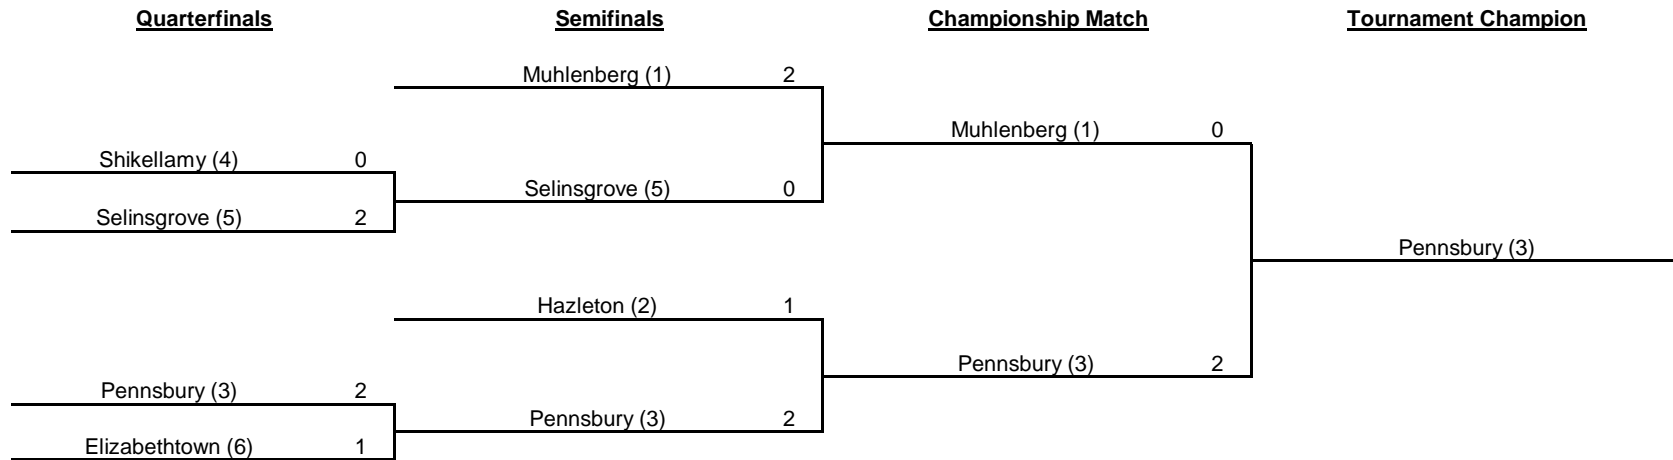 Quarterfinals Semifinals Championship Match Tournament Champion
Muhlenberg (1) 2
Muhlenberg (1) 0
Shikellamy (4) 0
Selinsgrove (5) 0
Selinsgrove (5) 2
Pennsbury (3)
Hazleton (2) 1
Pennsbury (3) 2
Pennsbury (3) 2
Pennsbury (3) 2
Elizabethtown (6) 1